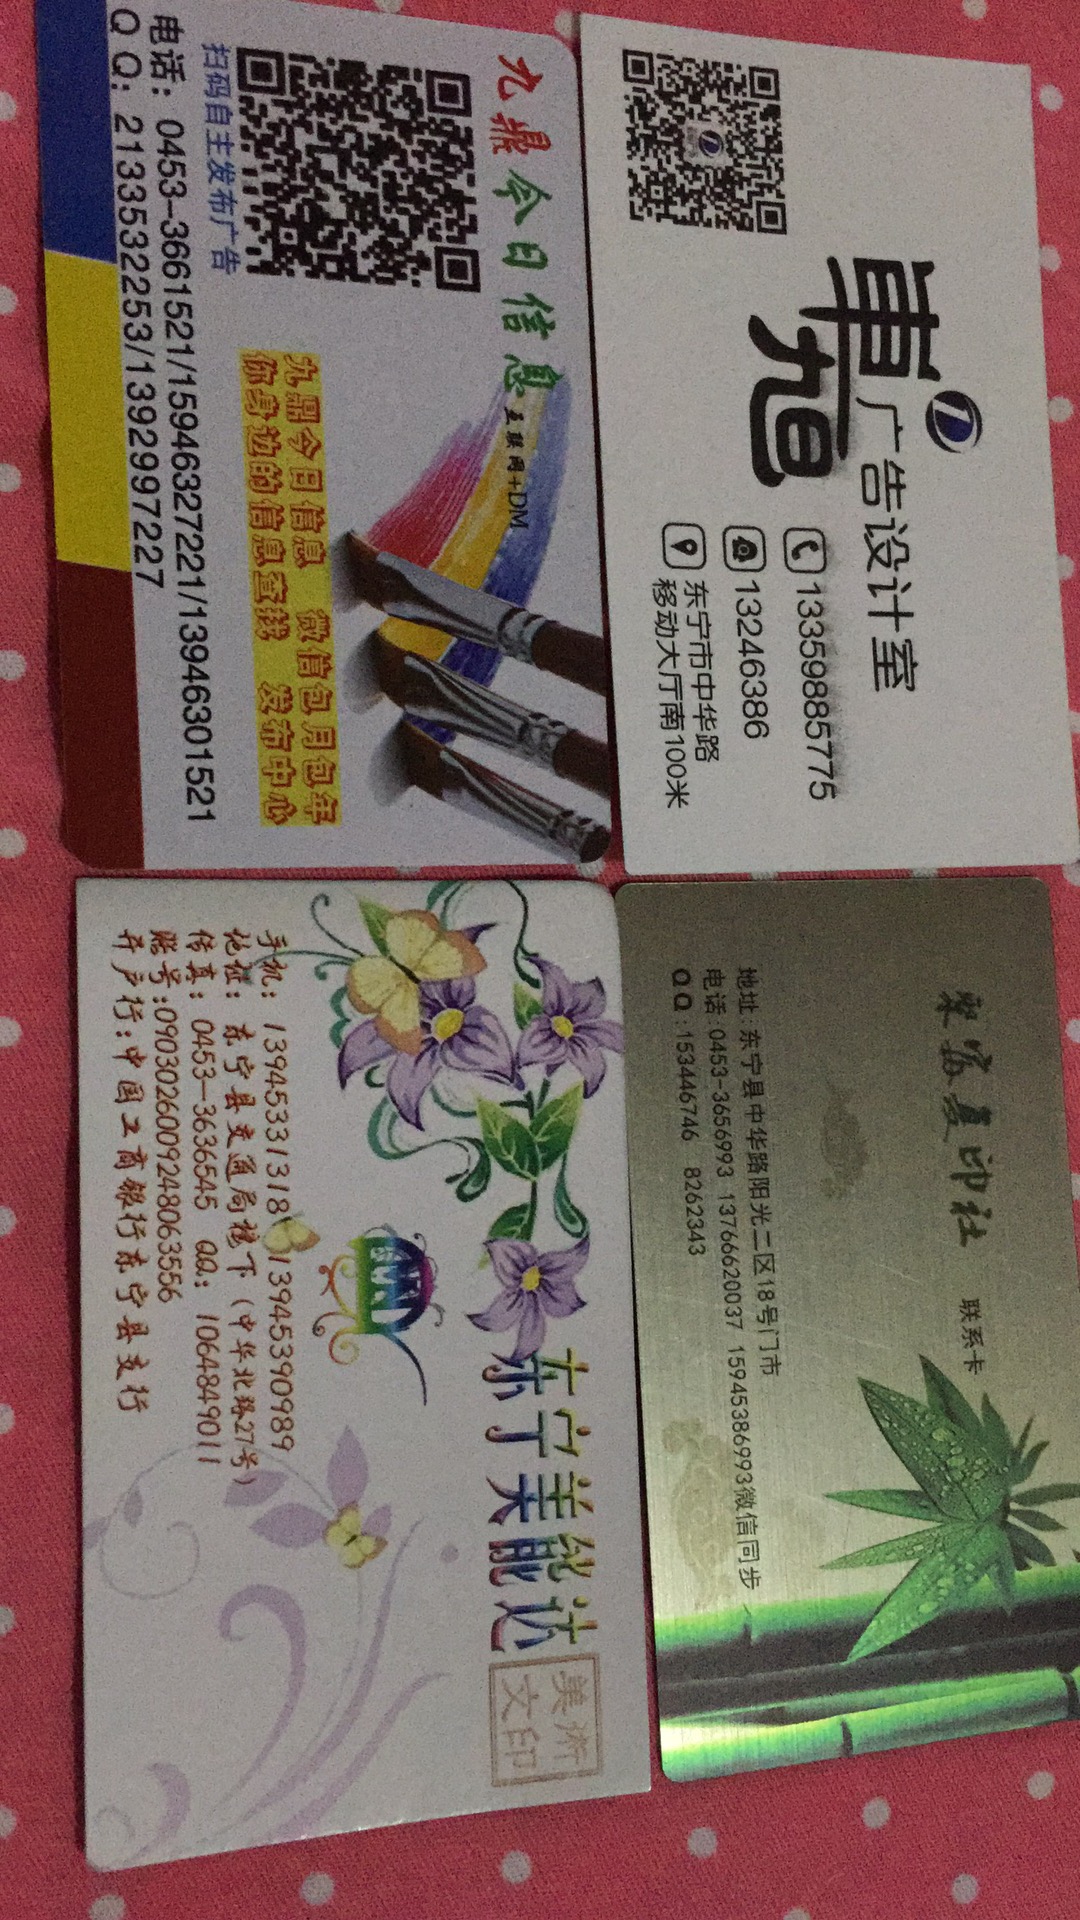 九鼎今日信息
互联网+DM
九鼎今日信息 微信包月包年
你身边的信息查找 发布中心
扫码自主发布广告
电话：0453-3661521/15946327221/13946301521
QQ：2133532253/1392997227
广告设计室
13359885775
13246386
东宁市中华路
移动大厅南100米
东宁美能达
美術
文印
手机：13945331318 13945390989
地址：东宁县交通局楼下（中华北路27号）
传真：0453-3636545 QQ：1064849011
账号:0903026009248063556
开户行:中国工商银行东宁县支行
复印社 联系卡
地址:东宁县中华路阳光二区18号门市
电话:0453-3656993 13766620037 15945386993微信同步
QQ:153446746 8262343